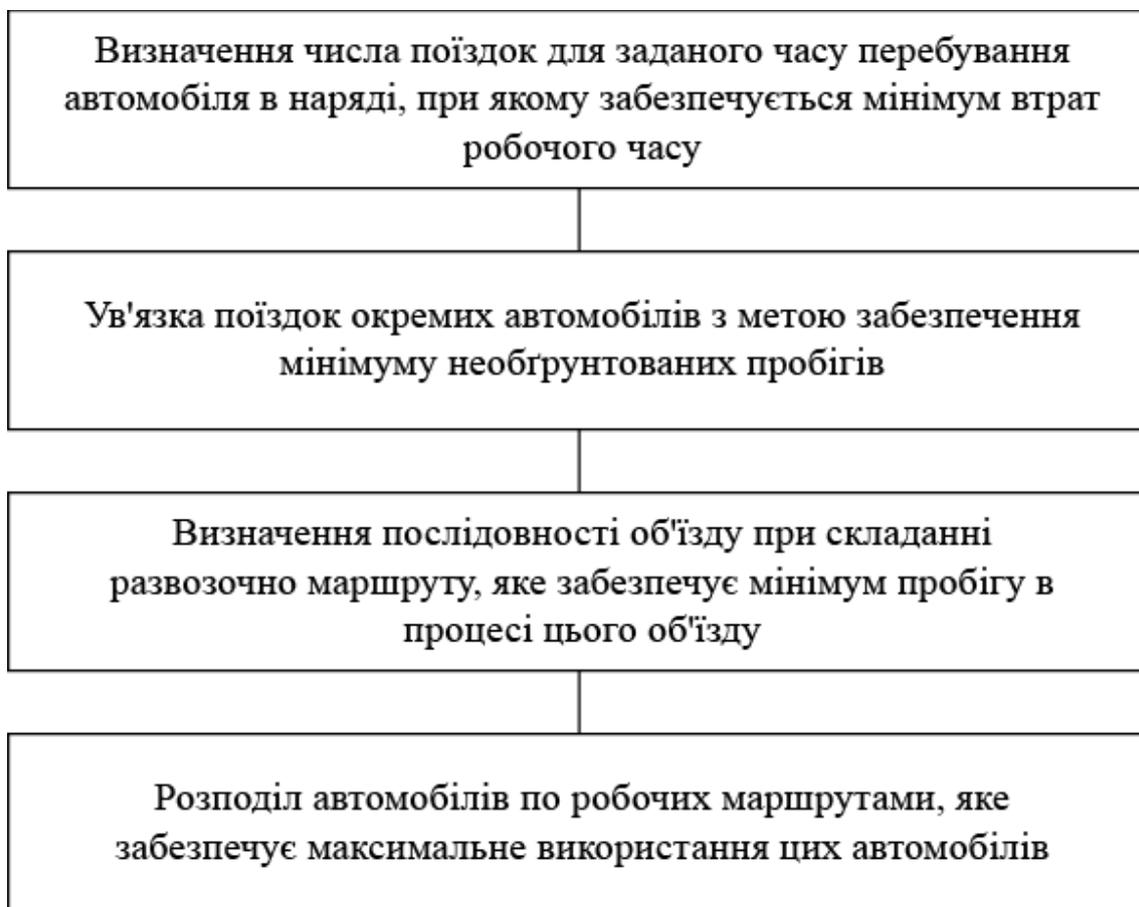 Визначення числа поїздок для заданого часу перебування
автомобіля в наряді, при якому забезпечується мінімум втрат
робочого часу
Ув'язка поїздок окремих автомобілів з метою забезпечення
мінімуму необґрунтованих пробігів
Визначення послідовності об'їзду при складанні
развозочно маршруту, яке забезпечує мінімум пробігу в
процесі цього об'їзду
Розподіл автомобілів по робочих маршрутами, яке
забезпечує максимальне використання цих автомобілів